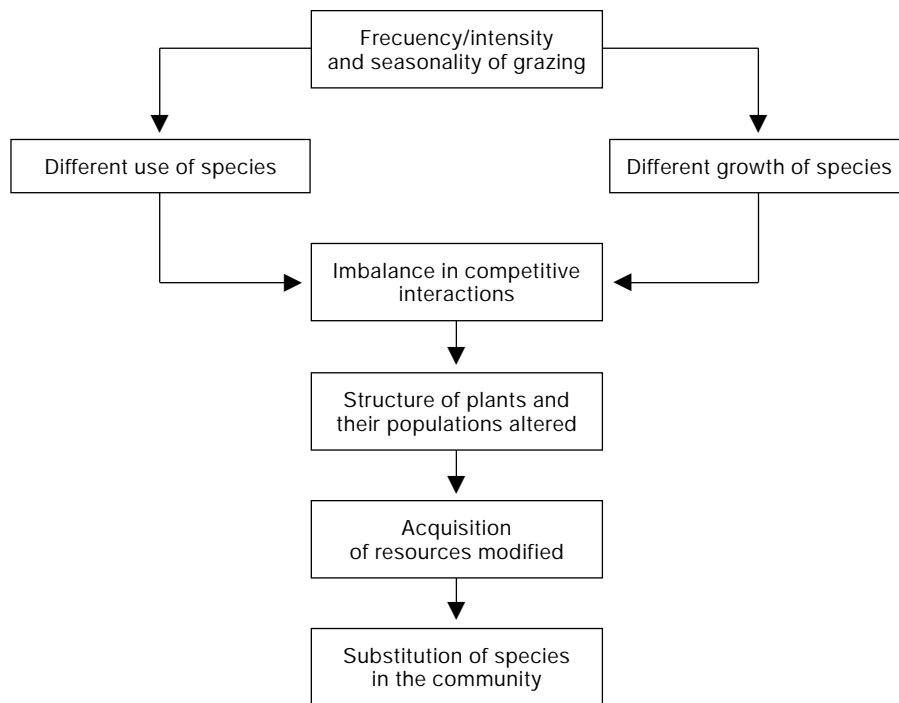 Frecuency/intensity
and seasonality of grazing
Different use of species
Different growth of species
Imbalance in competitive
interactions
Structure of plants and
their populations altered
Acquisition
of resources modified
Substitution of species
in the community